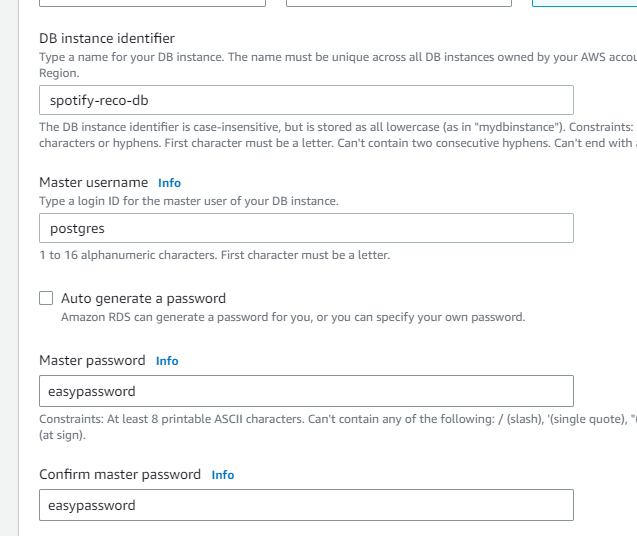 DB instance identifier
Type a name for your DB instance. The name must be unique across all DB instances owned by your AWS
Region.
spotify-reco-db
The DB instance identifier is case-insensitive, but is stored as all lowercase (as in "mydbinstance"). Constraints:
characters or hyphens. First character must be a letter. Can't contain two consecutive hyphens. Can't end with
Master username Info
Type a login ID for the master user of your DB instance.
postgres
1 to 16 alphanumeric characters. First character must be a letter.
Auto generate a password
Amazon RDS can generate a password for you, or you can specify your own password.
Master password Info
easypassword
Constraints: At least 8 printable ASCII characters. Can't contain any of the following: / (slash), '(single quote), "(
(at sign).
Confirm master password Info
easypassword